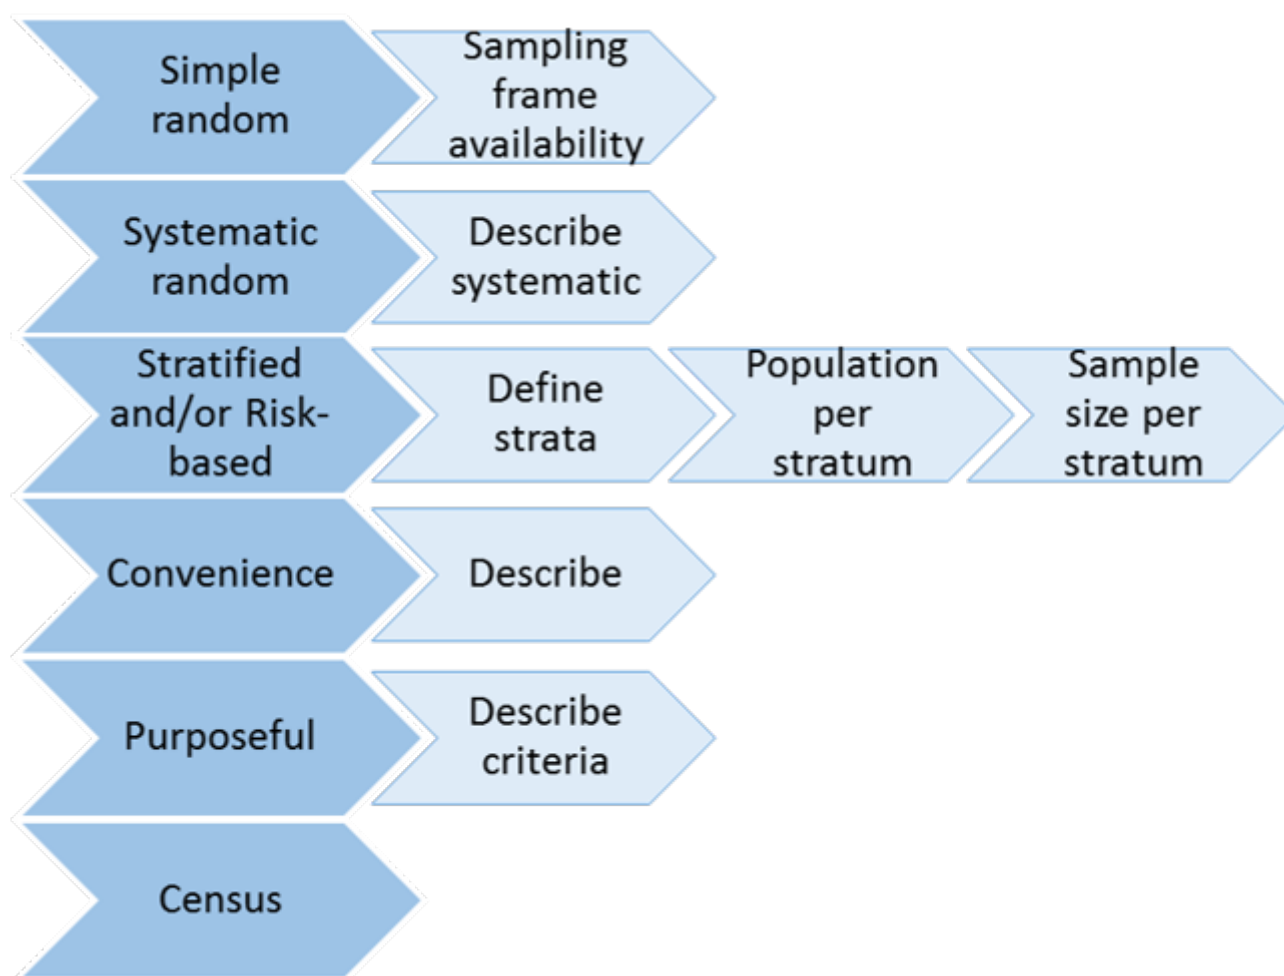 Simple
random
Sampling
frame
availability
Systematic
random
Describe
systematic
Stratified
and/or Risk-
based
Define
strata
Population
per
stratum
Sample
size per
stratum
Convenience
Describe
Purposeful
Describe
criteria
Census